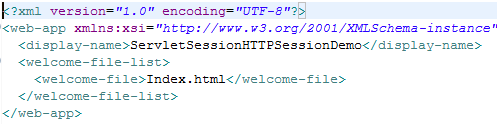 <?xml version="1.0" encoding="UTF-8"?>
<web-app xmlns:xsi="http://www.w3.org/2001/XMLSchema-instance"
<display-name>ServletSessionHTTPSessionDemo</display-name>
<welcome-file-list>
<welcome-file>Index.html</welcome-file>
</welcome-file-list>
</web-app>